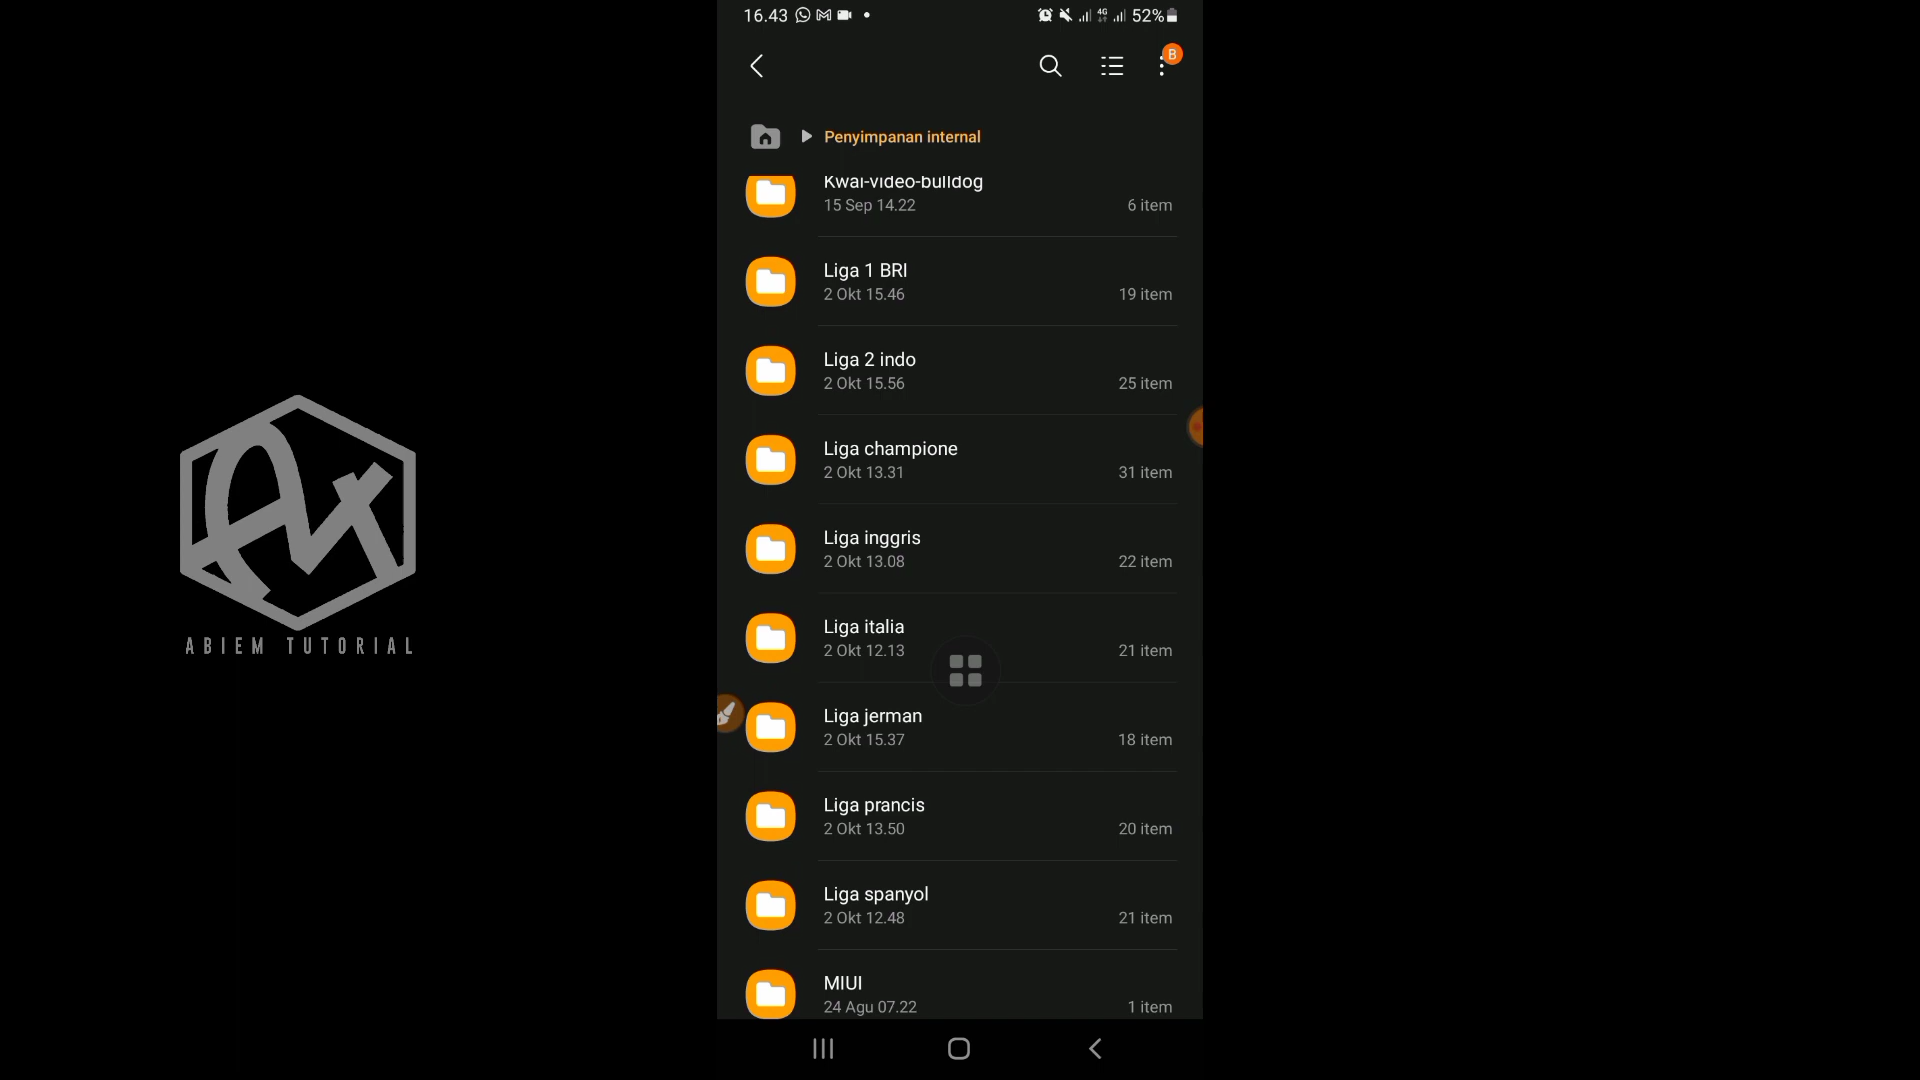 16.43
4G
52%
B
Penyimpanan internal
Kwai-video-bulldog
15 Sep 14.22
6 item
Liga 1 BRI
2 Okt 15.46
19 item
Liga 2 indo
2 Okt 15.56
25 item
Liga champione
2 Okt 13.31
31 item
Liga inggris
2 Okt 13.08
22 item
Liga italia
2 Okt 12.13
21 item
Liga jerman
2 Okt 15.37
18 item
Liga prancis
2 Okt 13.50
20 item
Liga spanyol
2 Okt 12.48
21 item
MIUI
24 Agu 07.22
1 item
ABIEM TUTORIAL